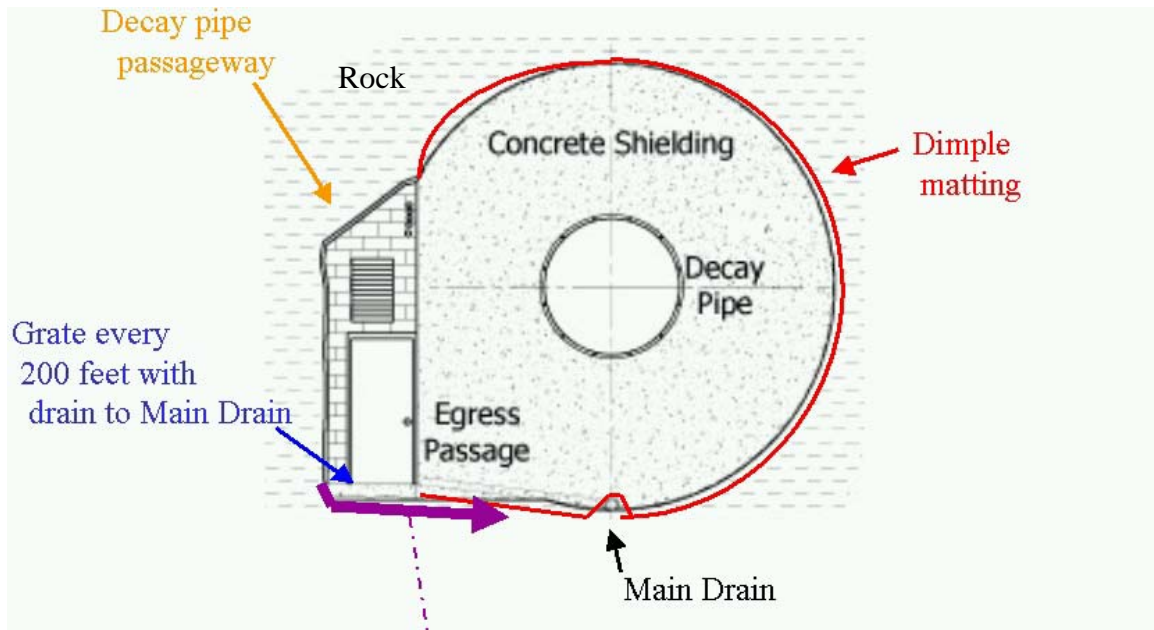 Decay pipe
passageway
Rock
Concrete Shielding
Dimple
matting
Decay
Pipe
Grate every
200 feet with
drain to Main Drain
Egress
Passage
Main Drain